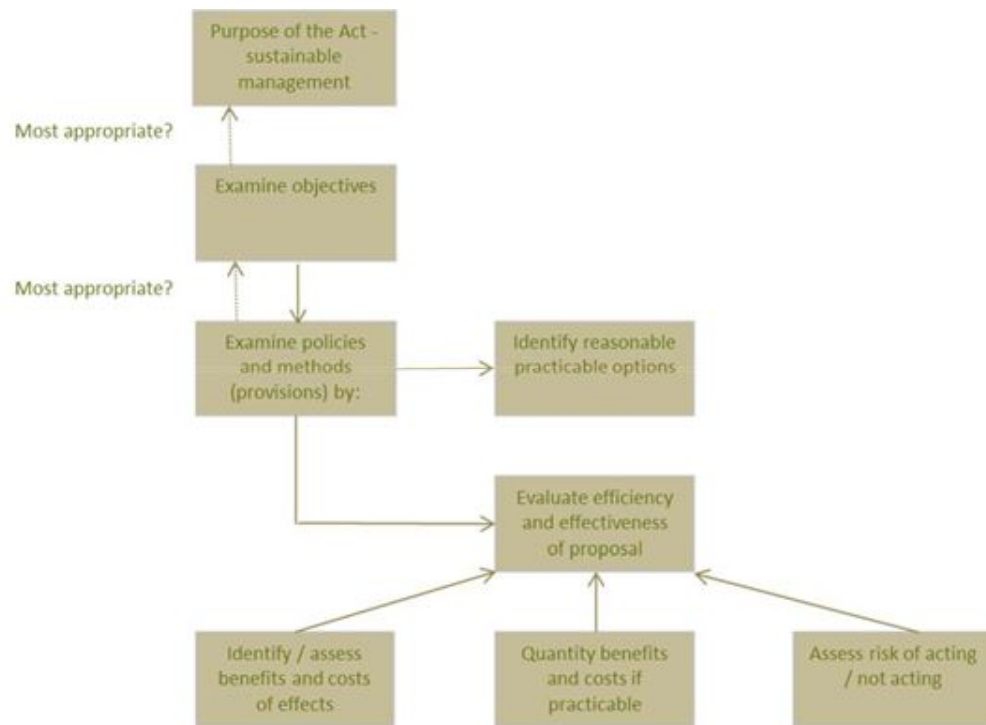 Purpose of the Act -
sustainable
management
Most appropriate?
Examine objectives
Most appropriate?
Examine policies
and methods
(provisions) by:
Identify reasonable
practicable options
Evaluate efficiency
and effectiveness
of proposal
Identify / assess
benefits and costs
of effects
Quantity benefits
and costs if
practicable
Assess risk of acting
/ not acting